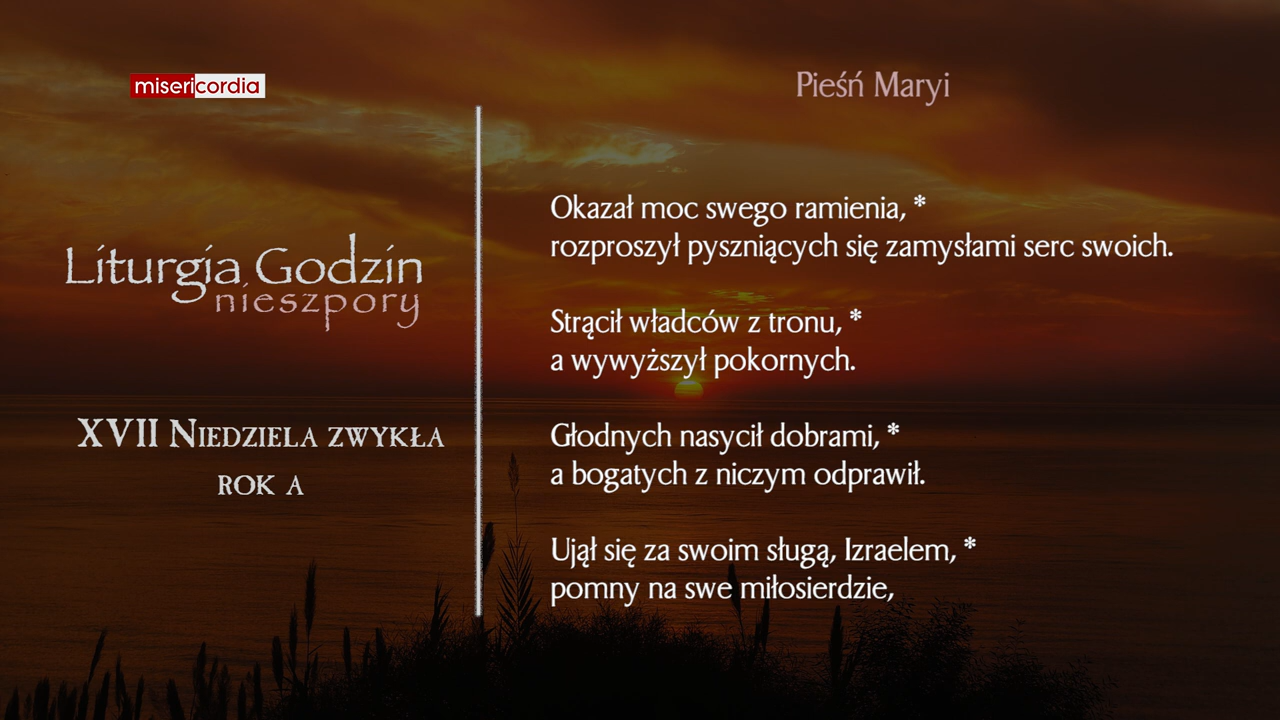 misericordia
Liturgia Godzin
nieszpory
XVII Niedziela zwykła
rok A
Pieśń Maryi
Okazał moc swego ramienia, *
rozproszył pyszniących się zamysłami serc swoich.
Strącił władców z tronu, *
a wywyższył pokornych.
Głodnych nasycił dobrami, *
a bogatych z niczym odprawił.
Ujął się za swoim sługą, Izraelem, *
pomny na swe miłosierdzie,